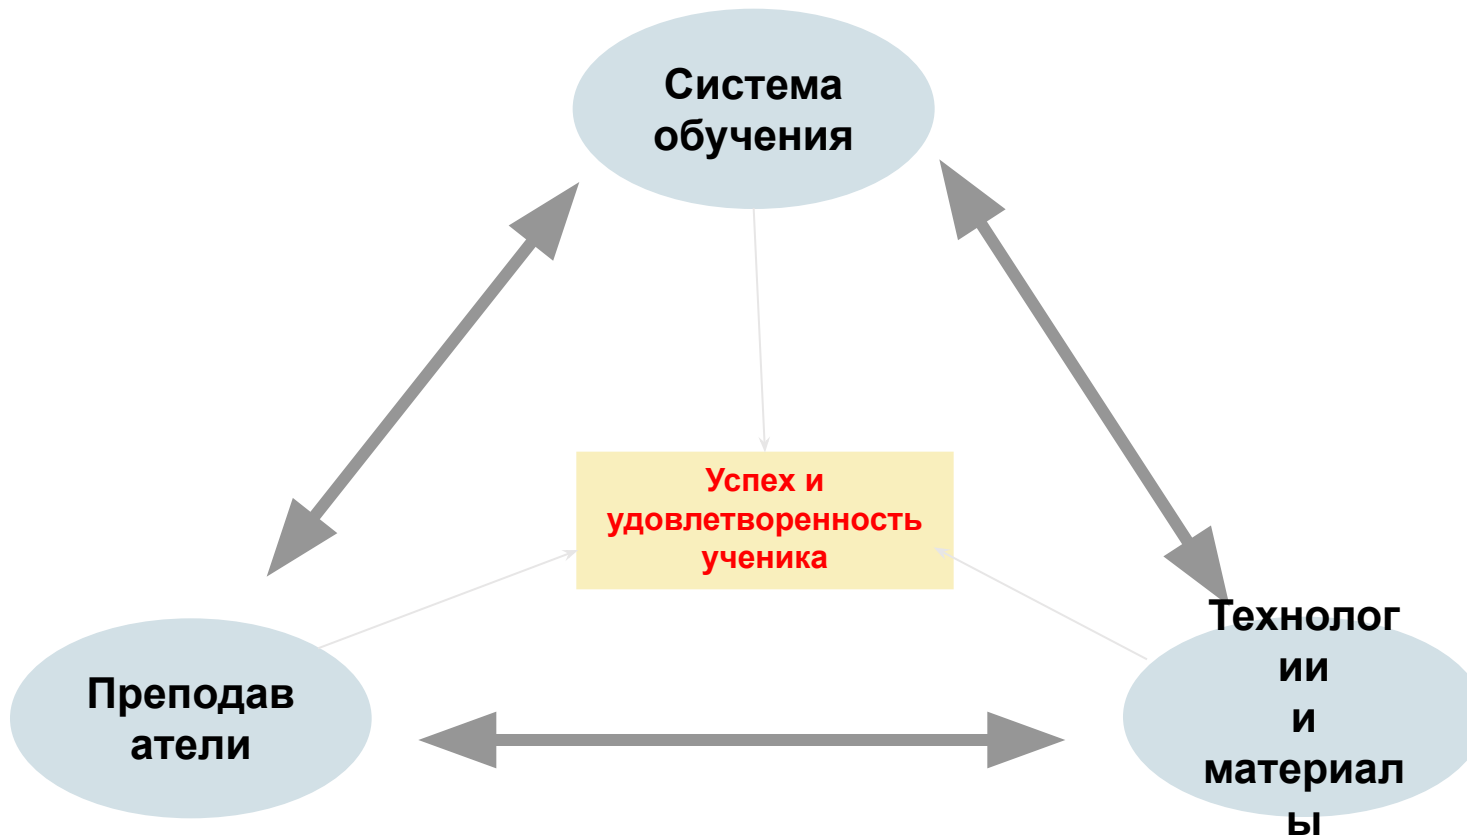 Система
обучения
Успех и
удовлетворенность
ученика
Преподав
атели
Технолог
ии
и
материал
ы